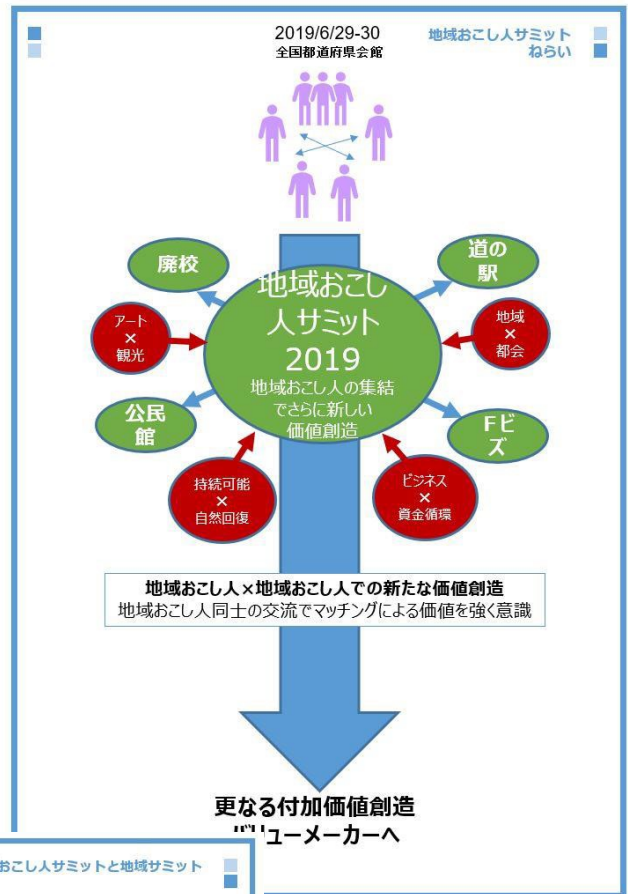 2019/6/29-30
全国都道府県会館
地域おこし人サミット
ねらい
廃校
道の
駅
アート
×
観光
地域おこし
人サミット
2019
地域おこし人の集結
でさらに新しい
価値創造
地域
×
都会
公民
館
Fビ
ズ
持続可能
×
自然回復
ビジネス
×
資金循環
地域おこし人×地域おこし人での新たな価値創造
地域おこし人同士の交流でマッチングによる価値を強く意識
更なる付加価値創造
バリューメーカーへ
おこし人サミットと地域サミット